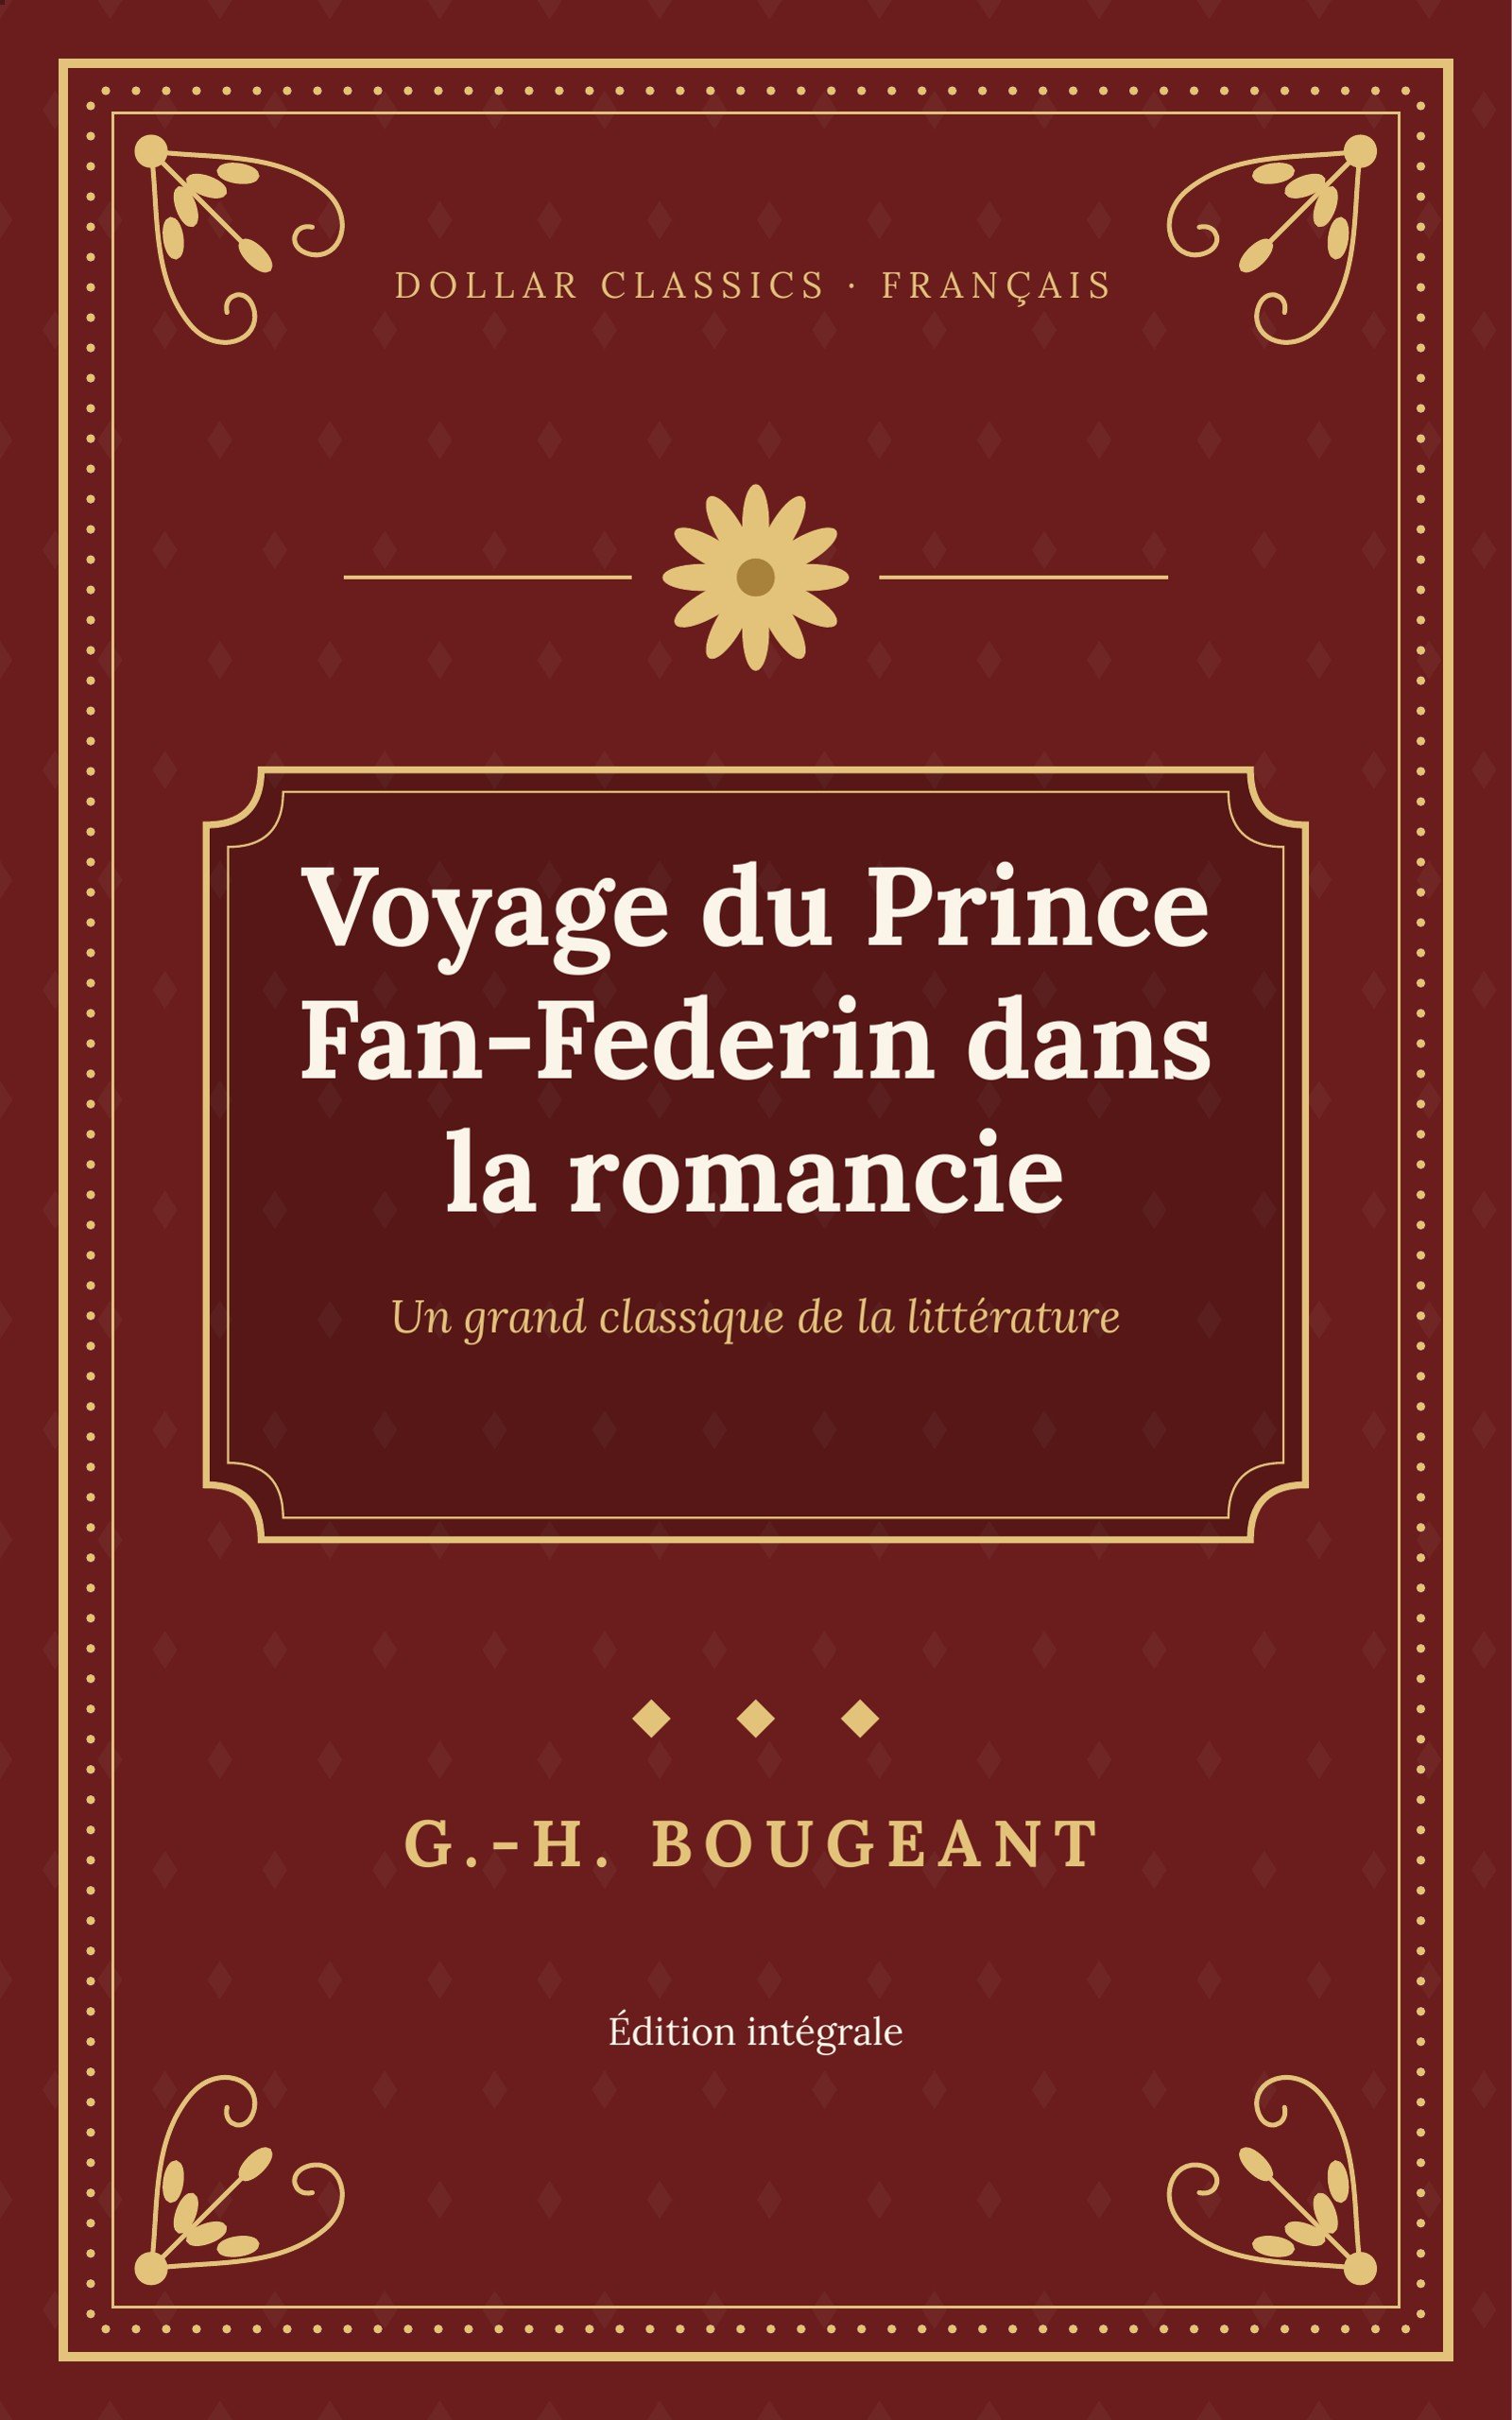 DOLLAR CLASSICS · FRANÇAIS
Voyage du Prince
Fan-Federin dans
la romancie
Un grand classique de la littérature
G.-H. BOUGEANT
Édition intégrale